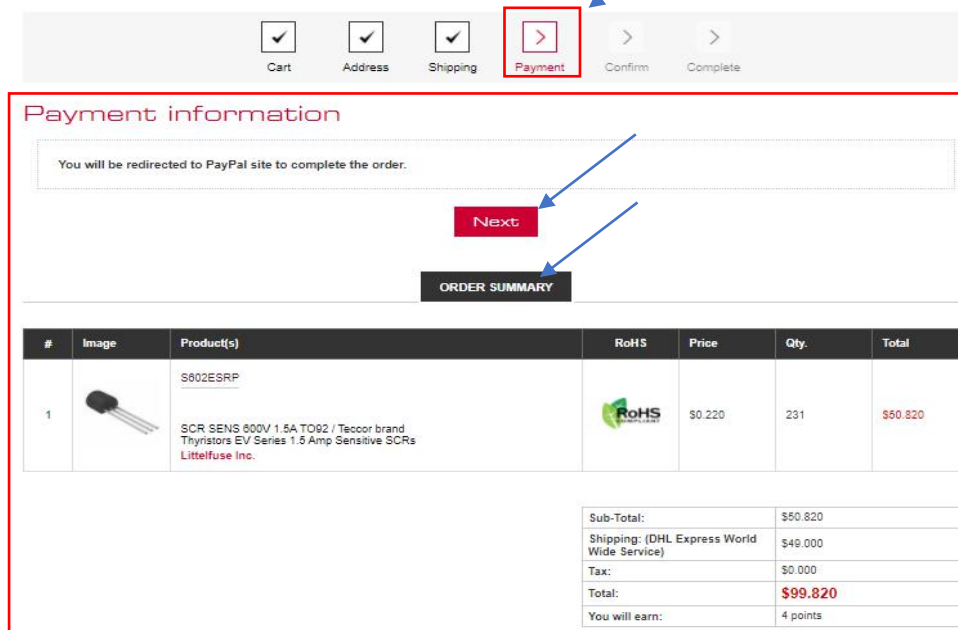 Cart Address Shipping Payment Confirm Complete
Payment information
You will be redirected to PayPal site to complete the order.
Next
ORDER SUMMARY
# Image Product(s) RoHS Price Qty. Total
S602ESRP
1 RoHS $0.220 231 $50.820
SCR SENS 600V 1.5A TO92 / Teccor brand
Thyristors EV Series 1.5 Amp Sensitive SCRs
Littelfuse Inc.
Sub-Total: $50.820
Shipping: (DHL Express World
Wide Service) $49.000
Tax: $0.000
Total: $99.820
You will earn: 4 points